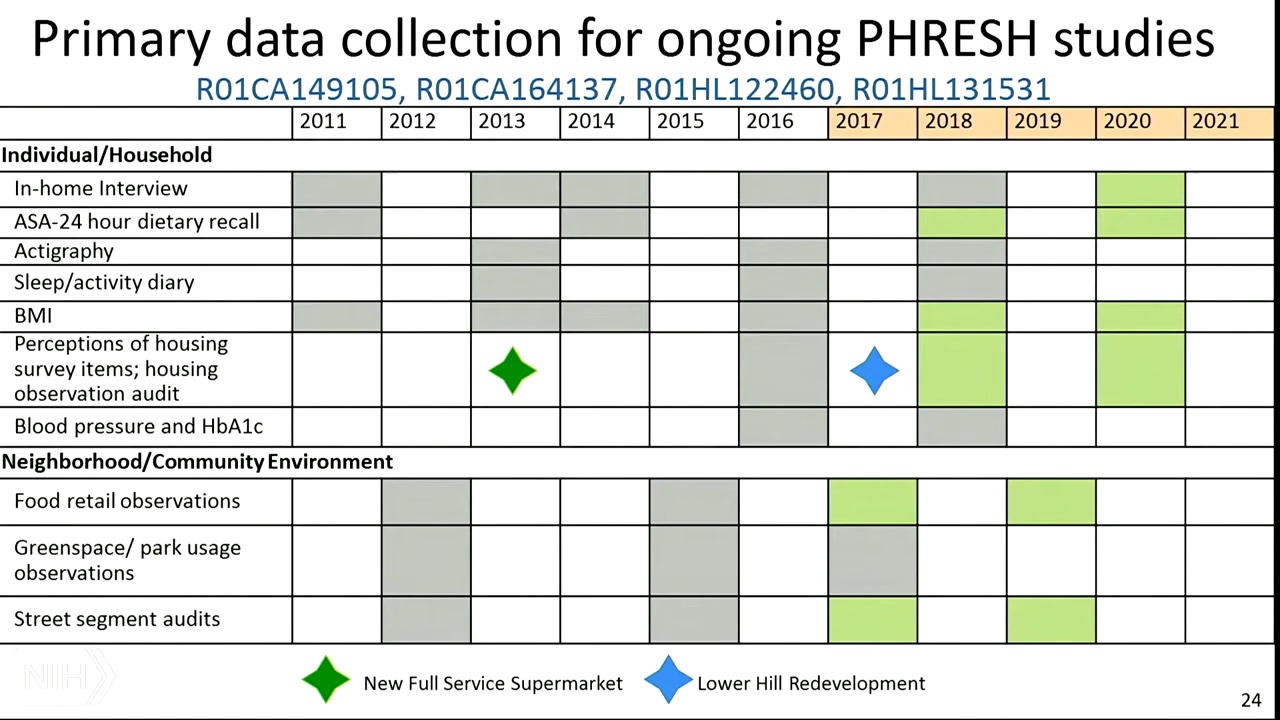 Primary data collection for ongoing PHRESH studies
R01CA149105, R01CA164137, R01HL122460, R01HL131531
2011 2012 2013 2014 2015 2016 2017 2018 2019 2020 2021
Individual/Household
In-home Interview
ASA-24 hour dietary recall
Actigraphy
Sleep/activity diary
BMI
Perceptions of housing
survey items; housing
observation audit
Blood pressure and HbA1c
Neighborhood/Community Environment
Food retail observations
Greenspace/ park usage
observations
Street segment audits
NIH
New Full Service Supermarket
Lower Hill Redevelopment
24